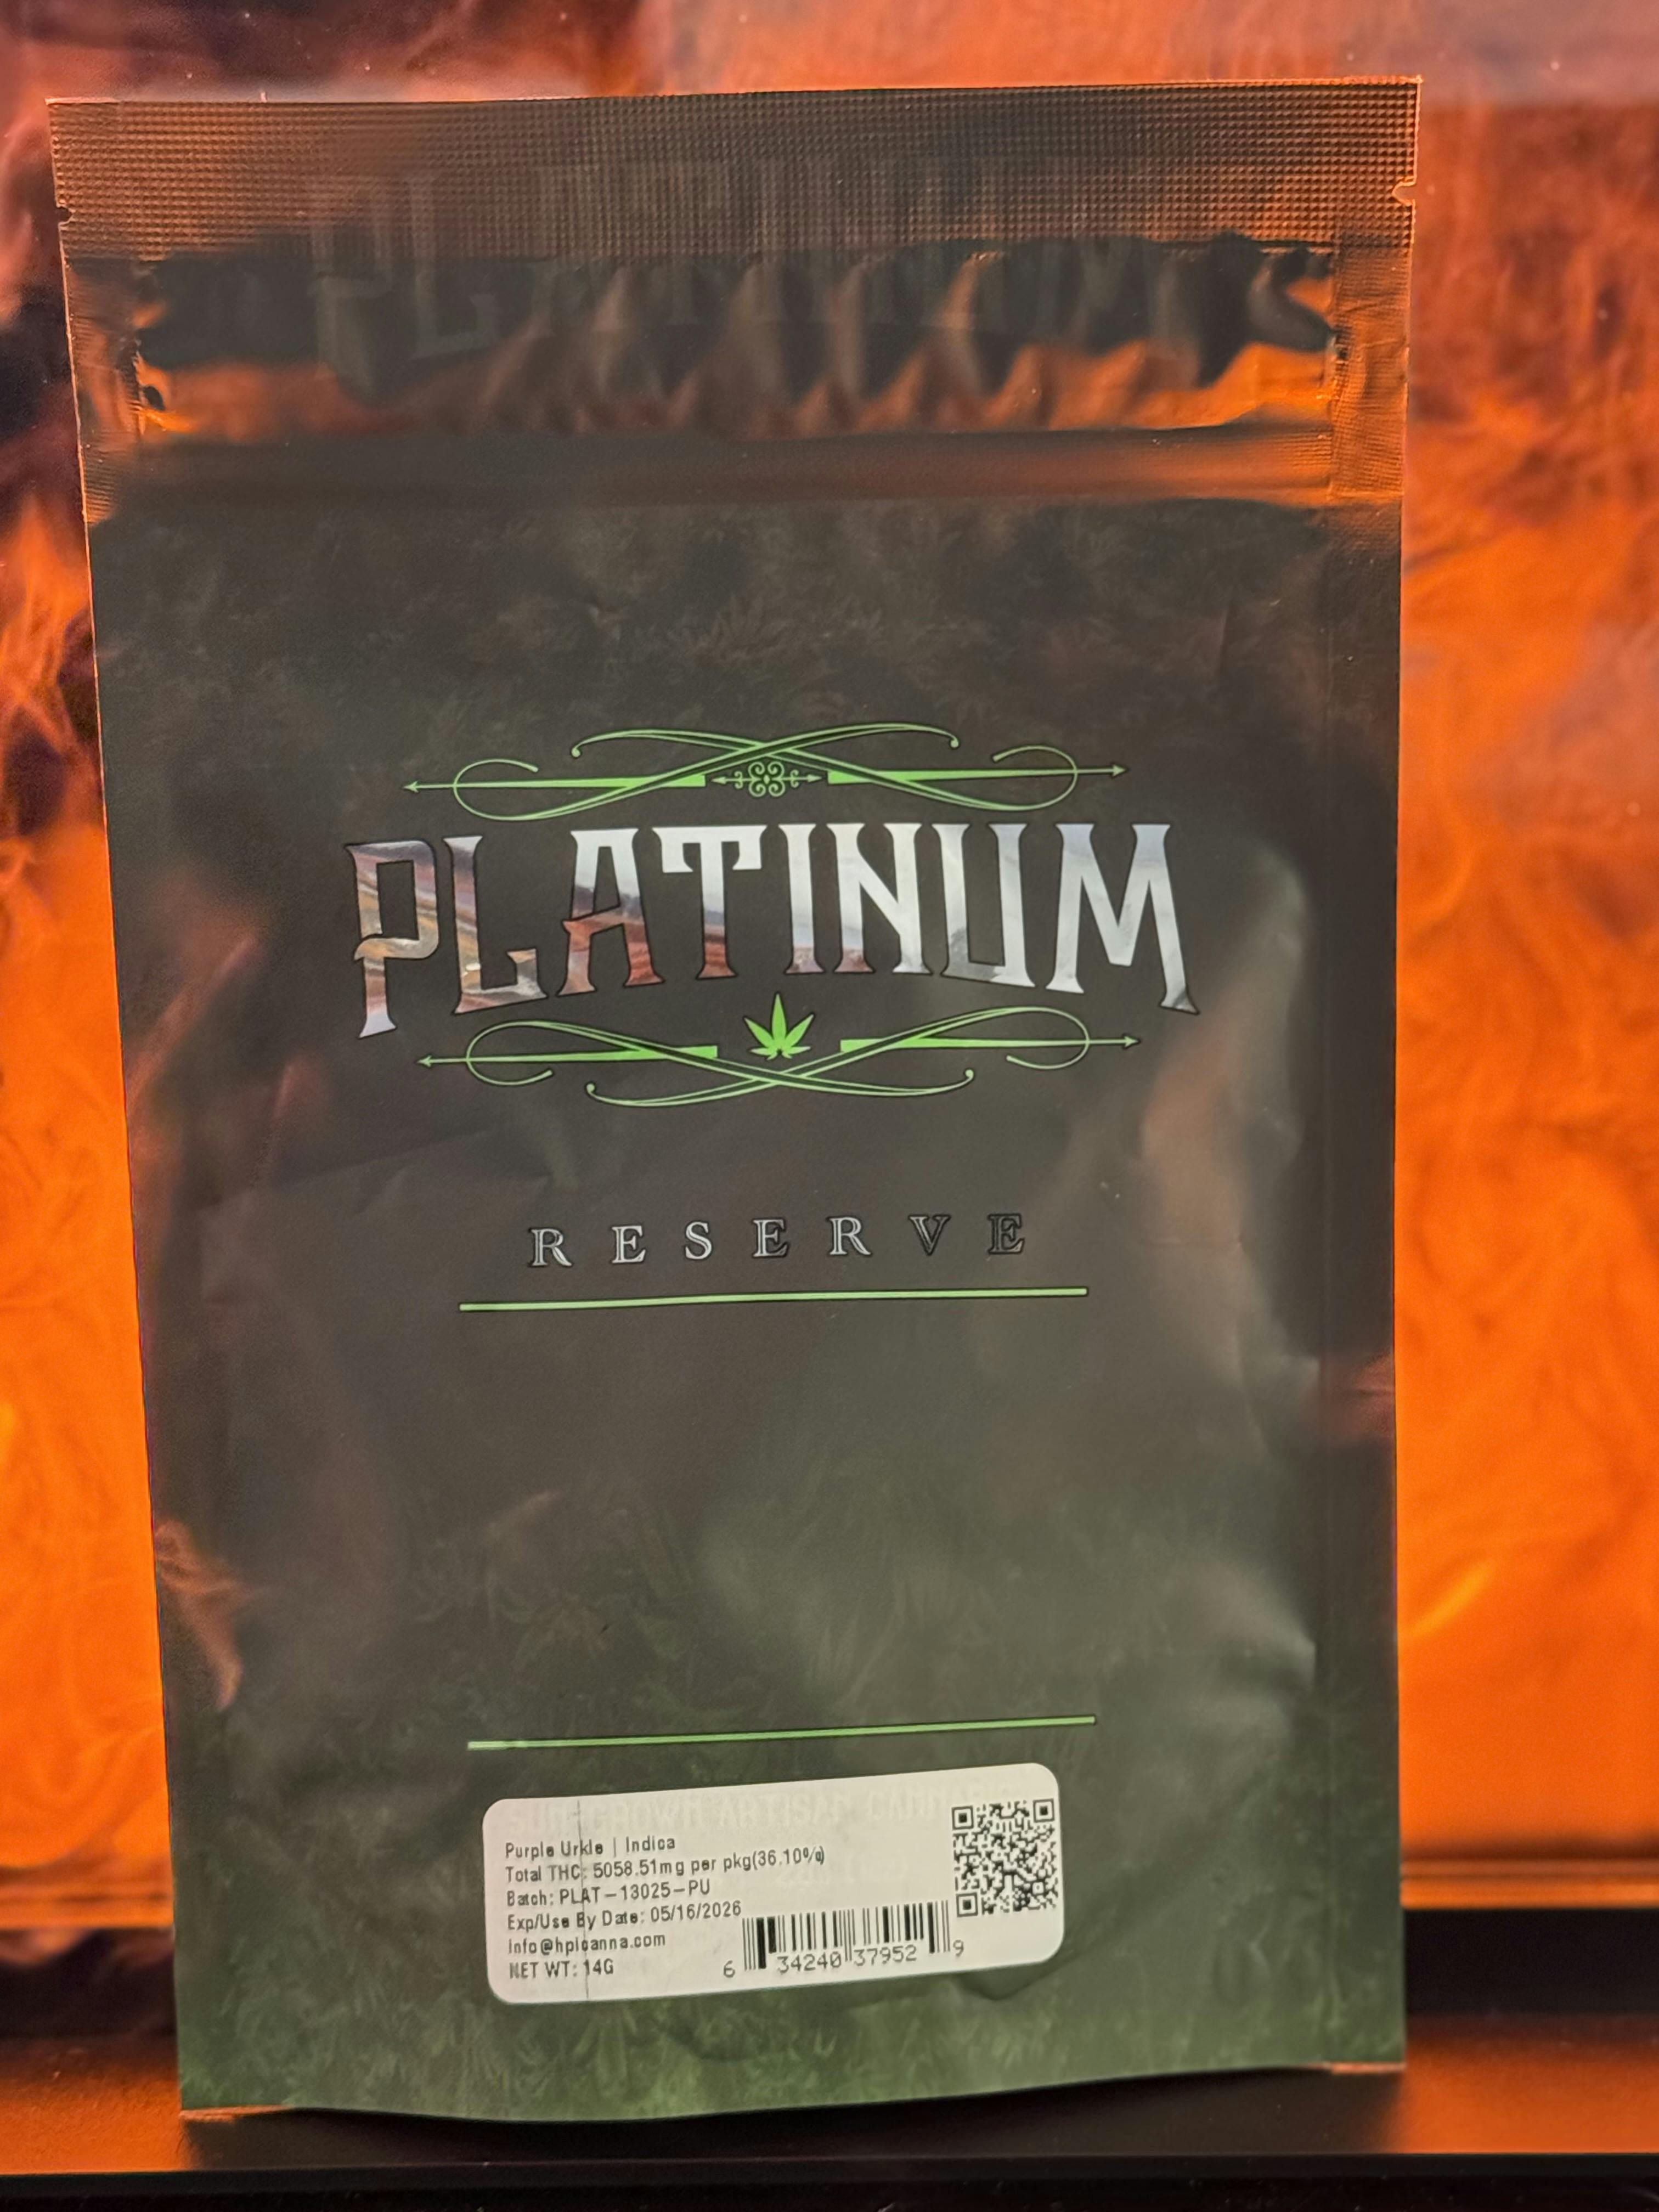 PLATINUM
PLATINUM
RESERVE
Purple Urkle | Indica
Total THC: 5058.51mg per pkg(36.10%)
Batch: PLAT-13025-PU
Exp/Use By Date: 05/16/2026
info@hpicanna.com
NET WT: 14G
6 34240 37952 9